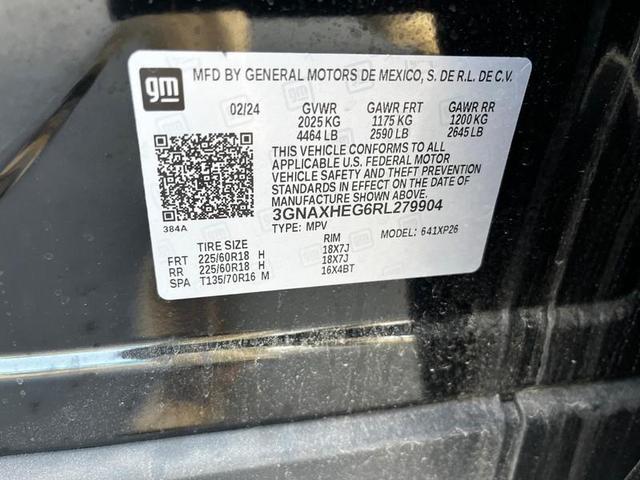 gm
MFD BY GENERAL MOTORS DE MEXICO, S. DE R.L. DE C.V.
02/24 GVWR GAWR FRT GAWR RR
2025 KG 1175 KG 1200 KG
4464 LB 2590 LB 2645 LB
THIS VEHICLE CONFORMS TO ALL
APPLICABLE U.S. FEDERAL MOTOR
VEHICLE SAFETY AND THEFT PREVENTION
STANDARDS IN EFFECT ON THE DATE OF
MANUFACTURE SHOWN ABOVE.
3GNAXHEG6RL279904
384A TYPE: MPV MODEL: 641XP26
TIRE SIZE RIM
FRT 225/60R18 H 18X7J
RR 225/60R18 H 18X7J
SPA T135/70R16 M 16X4BT